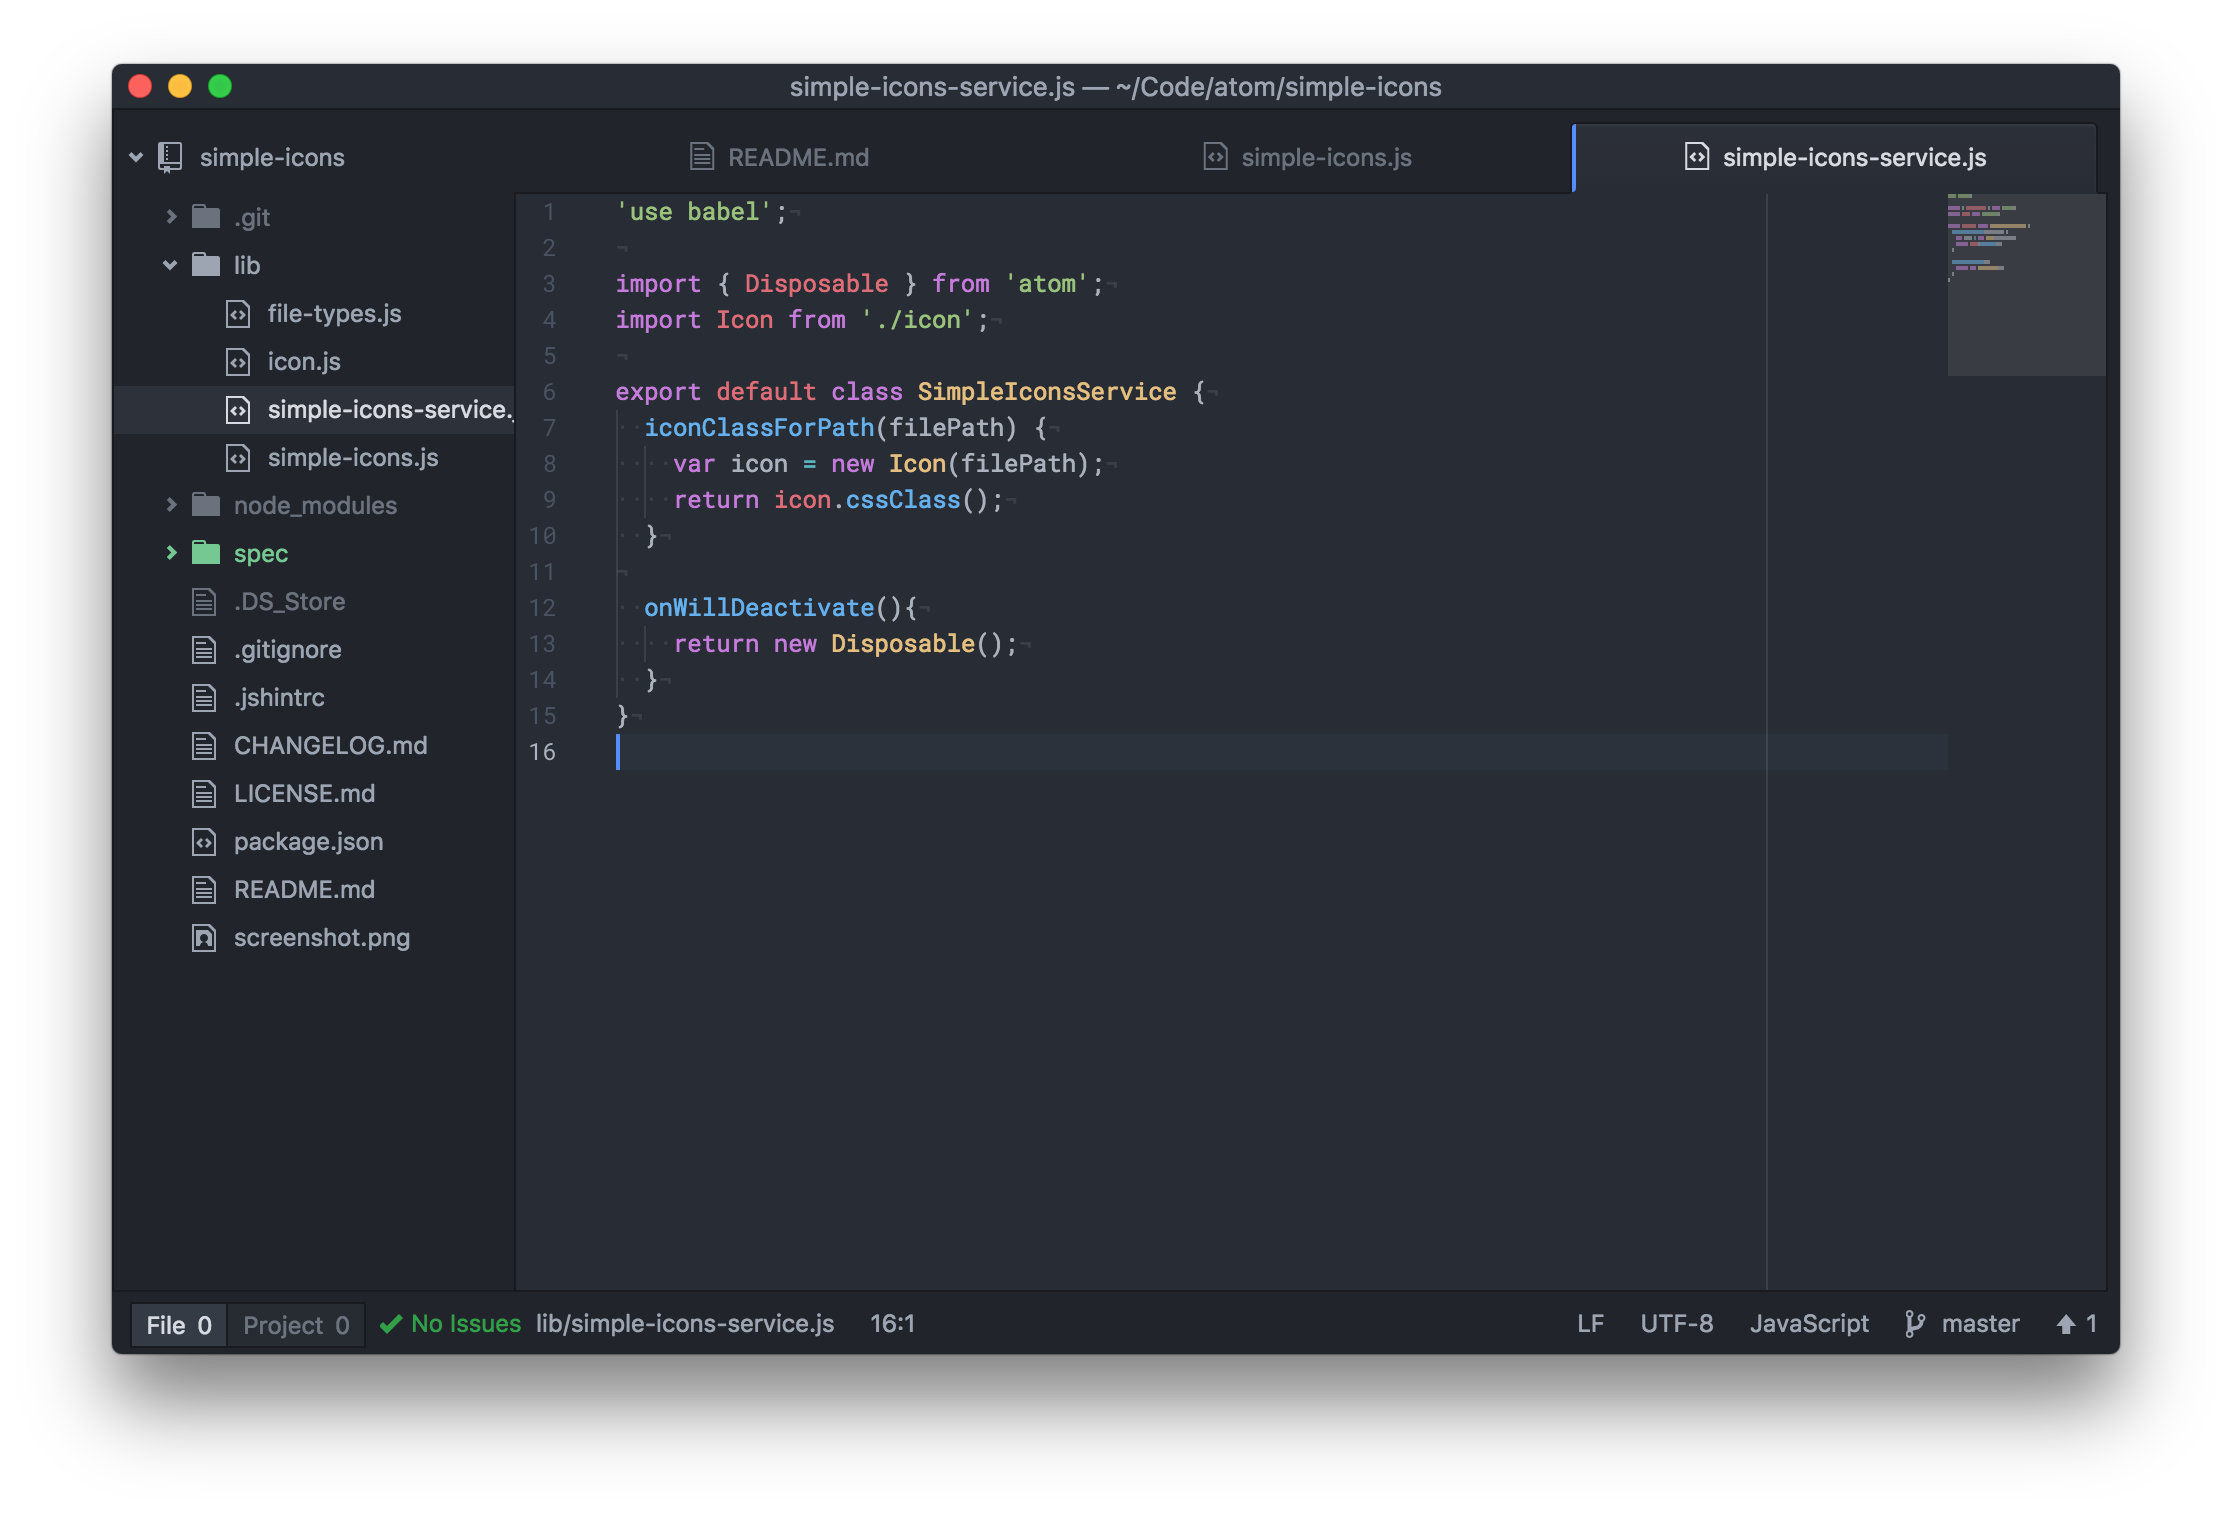 simple-icons-service.js — ~/Code/atom/simple-icons
simple-icons
.git
lib
file-types.js
icon.js
simple-icons-service.
simple-icons.js
node_modules
spec
.DS_Store
.gitignore
.jshintrc
CHANGELOG.md
LICENSE.md
package.json
README.md
screenshot.png
README.md
simple-icons.js
simple-icons-service.js
1 'use babel';¬
2 ¬
3 import { Disposable } from 'atom';¬
4 import Icon from './icon';¬
5 ¬
6 export default class SimpleIconsService {¬
7 ··iconClassForPath(filePath) {¬
8 ····var icon = new Icon(filePath);¬
9 ····return icon.cssClass();¬
10 ··}¬
11 ¬
12 ··onWillDeactivate(){¬
13 ····return new Disposable();¬
14 ··}¬
15 }¬
16
File 0 Project 0 No Issues lib/simple-icons-service.js 16:1 LF UTF-8 JavaScript master 1